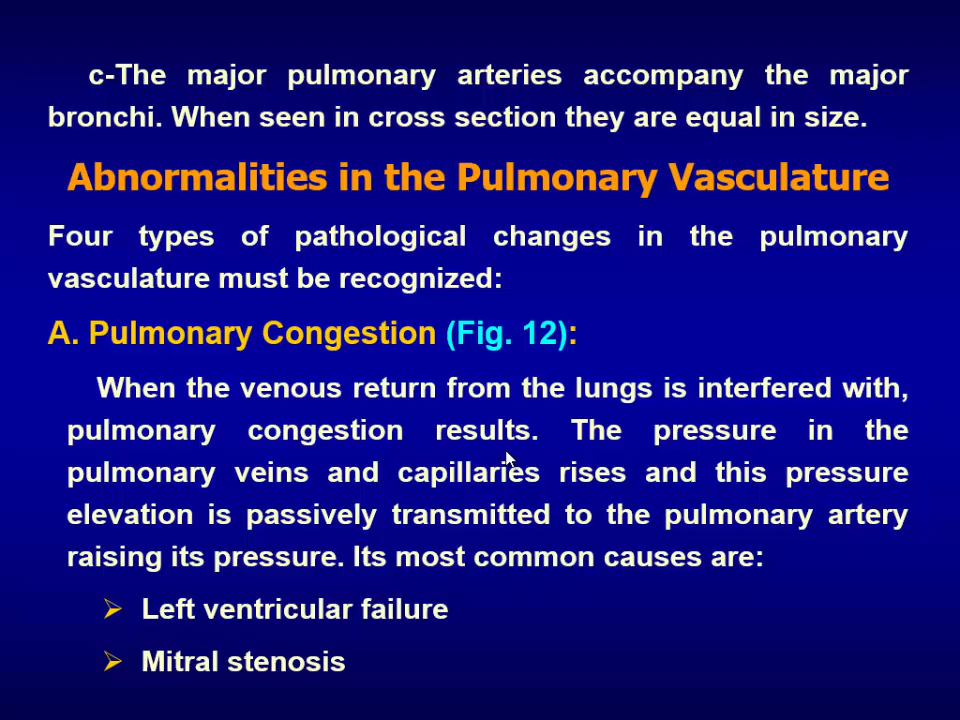 c-The major pulmonary arteries accompany the major
bronchi. When seen in cross section they are equal in size.
Abnormalities in the Pulmonary Vasculature
Four types of pathological changes in the pulmonary
vasculature must be recognized:
A. Pulmonary Congestion (Fig. 12):
When the venous return from the lungs is interfered with,
pulmonary congestion results. The pressure in the
pulmonary veins and capillaries rises and this pressure
elevation is passively transmitted to the pulmonary artery
raising its pressure. Its most common causes are:
Left ventricular failure
Mitral stenosis